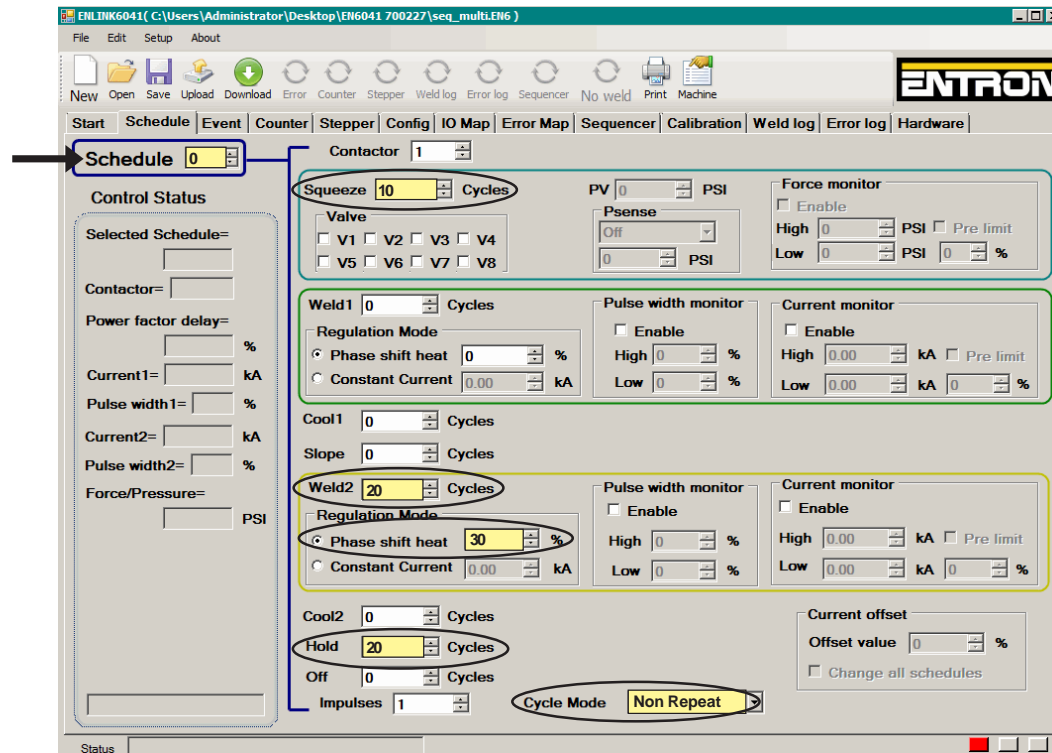 ENLINK6041( C:\Users\Administrator\Desktop\EN6041 700227\seq_multi.EN6 )
File Edit Setup About
New Open Save Upload Download Error Counter Stepper Weld log Error log Sequencer No weld Print Machine
ENTRON
Start Schedule Event Counter Stepper Config IO Map Error Map Sequencer Calibration Weld log Error log Hardware
Schedule 0
Control Status
Selected Schedule=
Contactor=
Power factor delay=
%
Current1= kA
Pulse width1= %
Current2= kA
Pulse width2= %
Force/Pressure=
PSI
Contactor 1
Squeeze 10 Cycles
Valve
V1 V2 V3 V4
V5 V6 V7 V8
PV 0 PSI
Psense
Off
0 PSI
Force monitor
Enable
High 0 PSI Pre limit
Low 0 PSI 0 %
Weld1 0 Cycles
Regulation Mode
Phase shift heat 0 %
Constant Current 0.00 kA
Pulse width monitor
Enable
High 0 %
Low 0 %
Current monitor
Enable
High 0.00 kA Pre limit
Low 0.00 kA 0 %
Cool1 0 Cycles
Slope 0 Cycles
Weld2 20 Cycles
Regulation Mode
Phase shift heat 30 %
Constant Current 0.00 kA
Pulse width monitor
Enable
High 0 %
Low 0 %
Current monitor
Enable
High 0.00 kA Pre limit
Low 0.00 kA 0 %
Cool2 0 Cycles
Hold 20 Cycles
Off 0 Cycles
Impulses 1
Cycle Mode Non Repeat
Current offset
Offset value 0 %
Change all schedules
Status